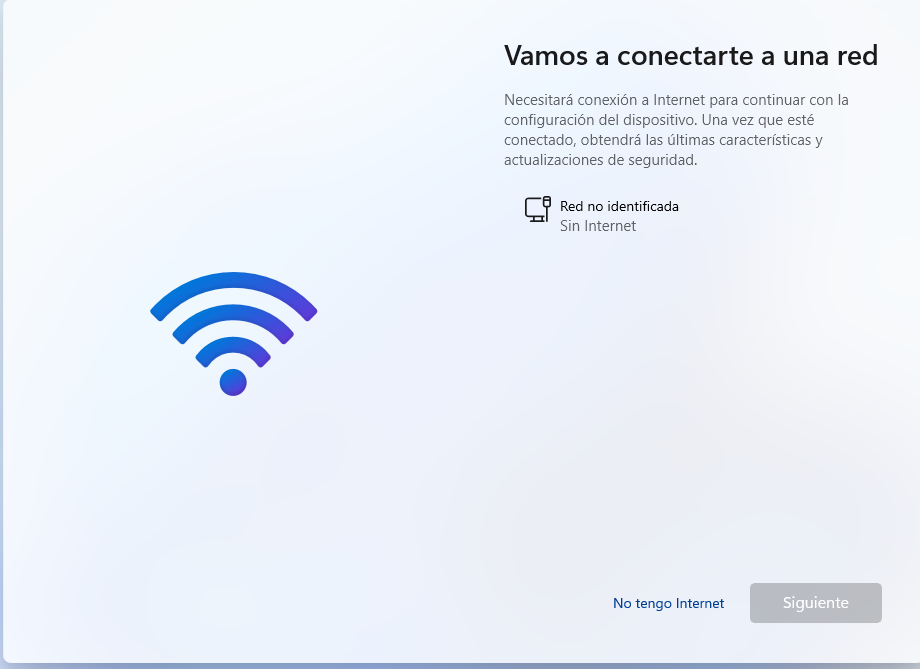 Vamos a conectarte a una red
Necesitará conexión a Internet para continuar con la
configuración del dispositivo. Una vez que esté
conectado, obtendrá las últimas características y
actualizaciones de seguridad.
Red no identificada
Sin Internet
No tengo Internet
Siguiente